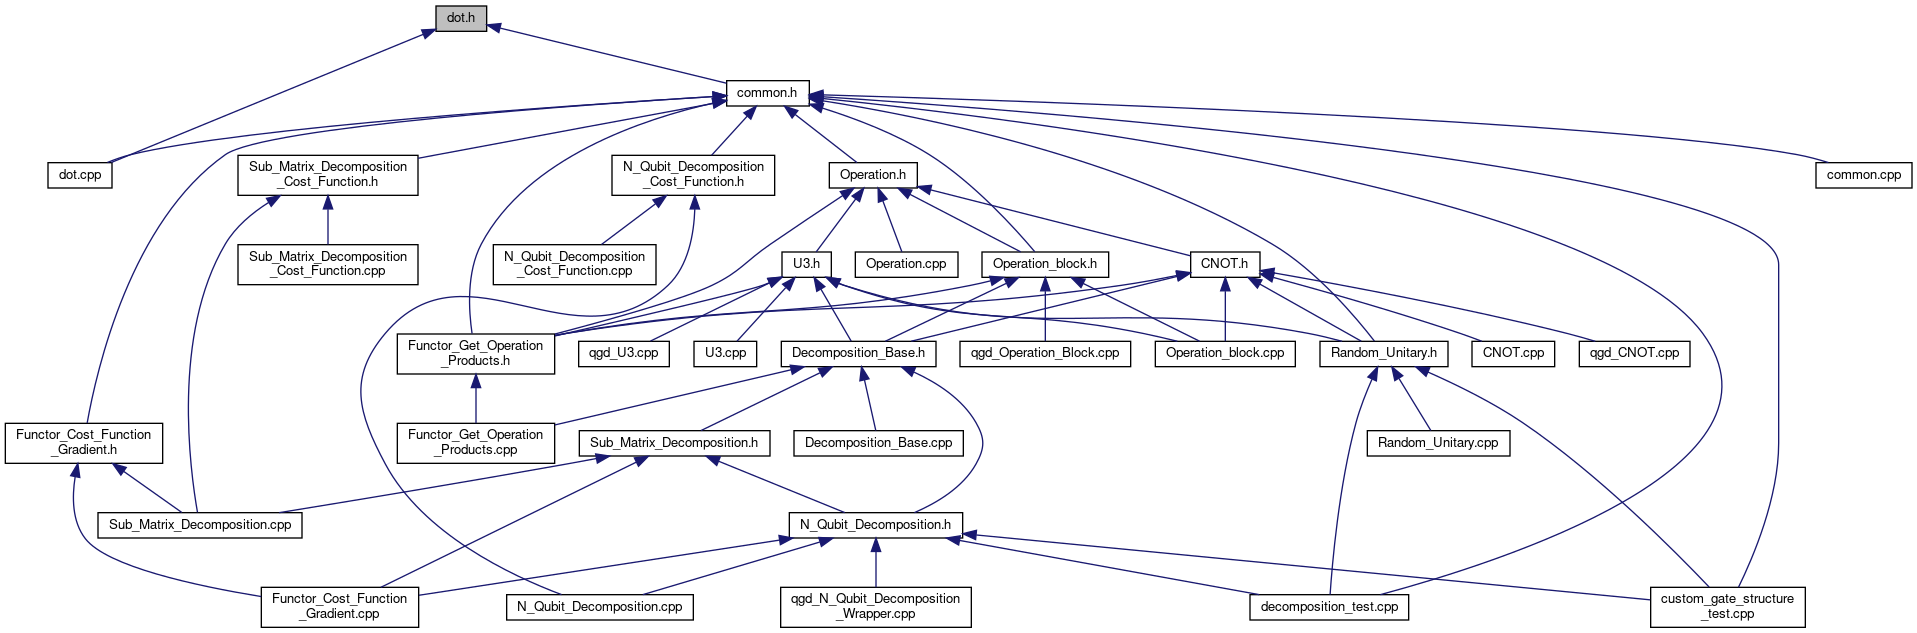 dot.h
common.h
dot.cpp
Sub_Matrix_Decomposition
_Cost_Function.h
N_Qubit_Decomposition
_Cost_Function.h
Operation.h
common.cpp
Sub_Matrix_Decomposition
_Cost_Function.cpp
N_Qubit_Decomposition
_Cost_Function.cpp
U3.h
Operation.cpp
Operation_block.h
CNOT.h
Functor_Get_Operation
_Products.h
qgd_U3.cpp
U3.cpp
Decomposition_Base.h
qgd_Operation_Block.cpp
Operation_block.cpp
Random_Unitary.h
CNOT.cpp
qgd_CNOT.cpp
Functor_Cost_Function
_Gradient.h
Functor_Get_Operation
_Products.cpp
Sub_Matrix_Decomposition.h
Decomposition_Base.cpp
Random_Unitary.cpp
Sub_Matrix_Decomposition.cpp
N_Qubit_Decomposition.h
Functor_Cost_Function
_Gradient.cpp
N_Qubit_Decomposition.cpp
qgd_N_Qubit_Decomposition
_Wrapper.cpp
decomposition_test.cpp
custom_gate_structure
_test.cpp